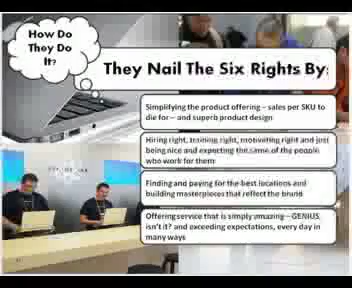 How Do
They Do
It?
They Nail The Six Rights By:
Simplifying the product offering – sales per SKU to
die for – and superb product design
Hiring right, training right, motivating right and just
being nice and expecting the same of the people
who work for them
Finding and paying for the best locations and
building masterpieces that reflect the brand
Offering service that is simply amazing – GENIUS,
isn't it? and exceeding expectations, every day in
many ways